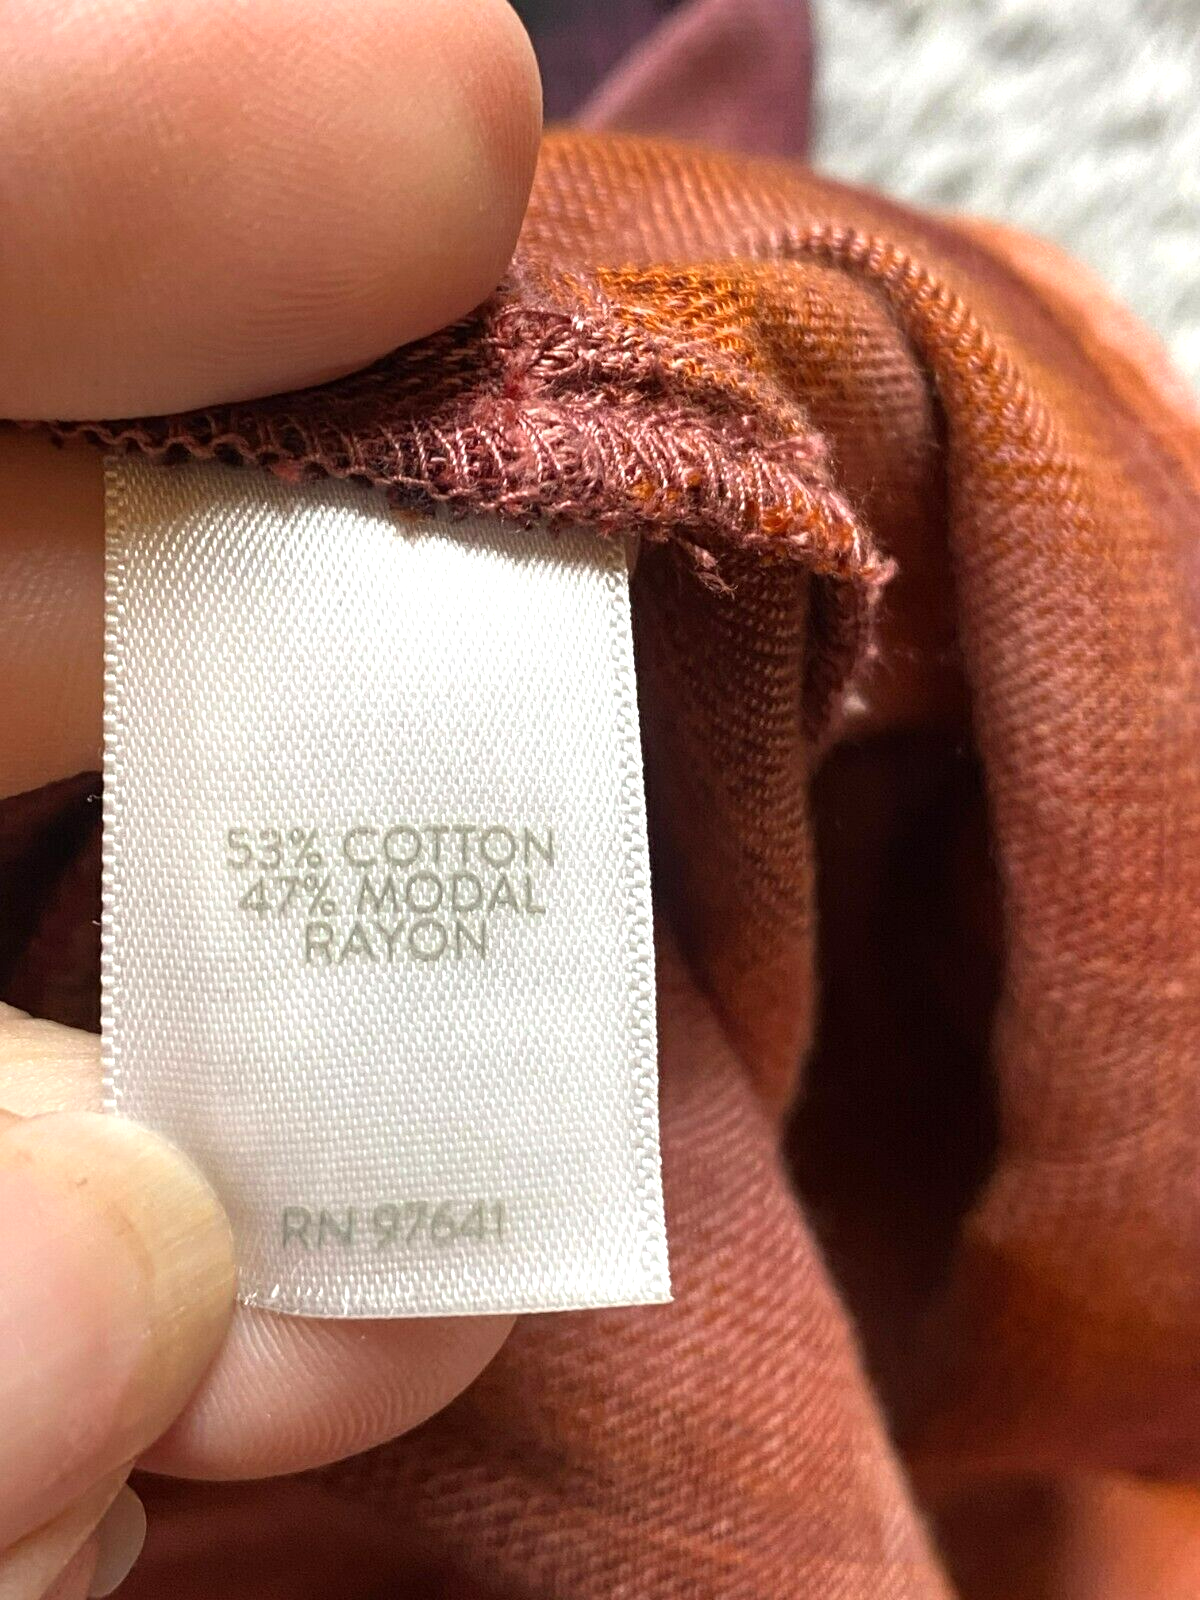 53% COTTON
47% MODAL
RAYON
RN 97641